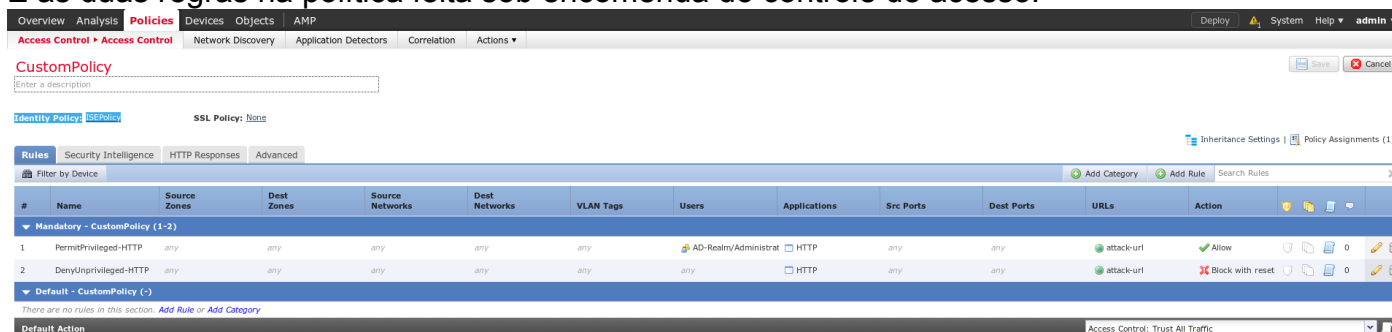 E as duas regras na política feita sob encomenda do controle de acesso:
Overview Analysis Policies Devices Objects AMP Deploy System Help admin
Access Control ▸ Access Control Network Discovery Application Detectors Correlation Actions ▾
CustomPolicy
Save Cancel
Enter a description
Identity Policy: ISEPolicy SSL Policy: None
Inheritance Settings | Policy Assignments (1)
Rules Security Intelligence HTTP Responses Advanced
Filter by Device Add Category Add Rule Search Rules
# Name Source Zones Dest Zones Source Networks Dest Networks VLAN Tags Users Applications Src Ports Dest Ports URLs Action
Mandatory - CustomPolicy (1-2)
1 PermitPrivileged-HTTP any any any any any AD-Realm/Administrat HTTP any any attack-url Allow 0
2 DenyUnprivileged-HTTP any any any any any any HTTP any any attack-url Block with reset 0
Default - CustomPolicy (-)
There are no rules in this section. Add Rule or Add Category
Default Action Access Control: Trust All Traffic